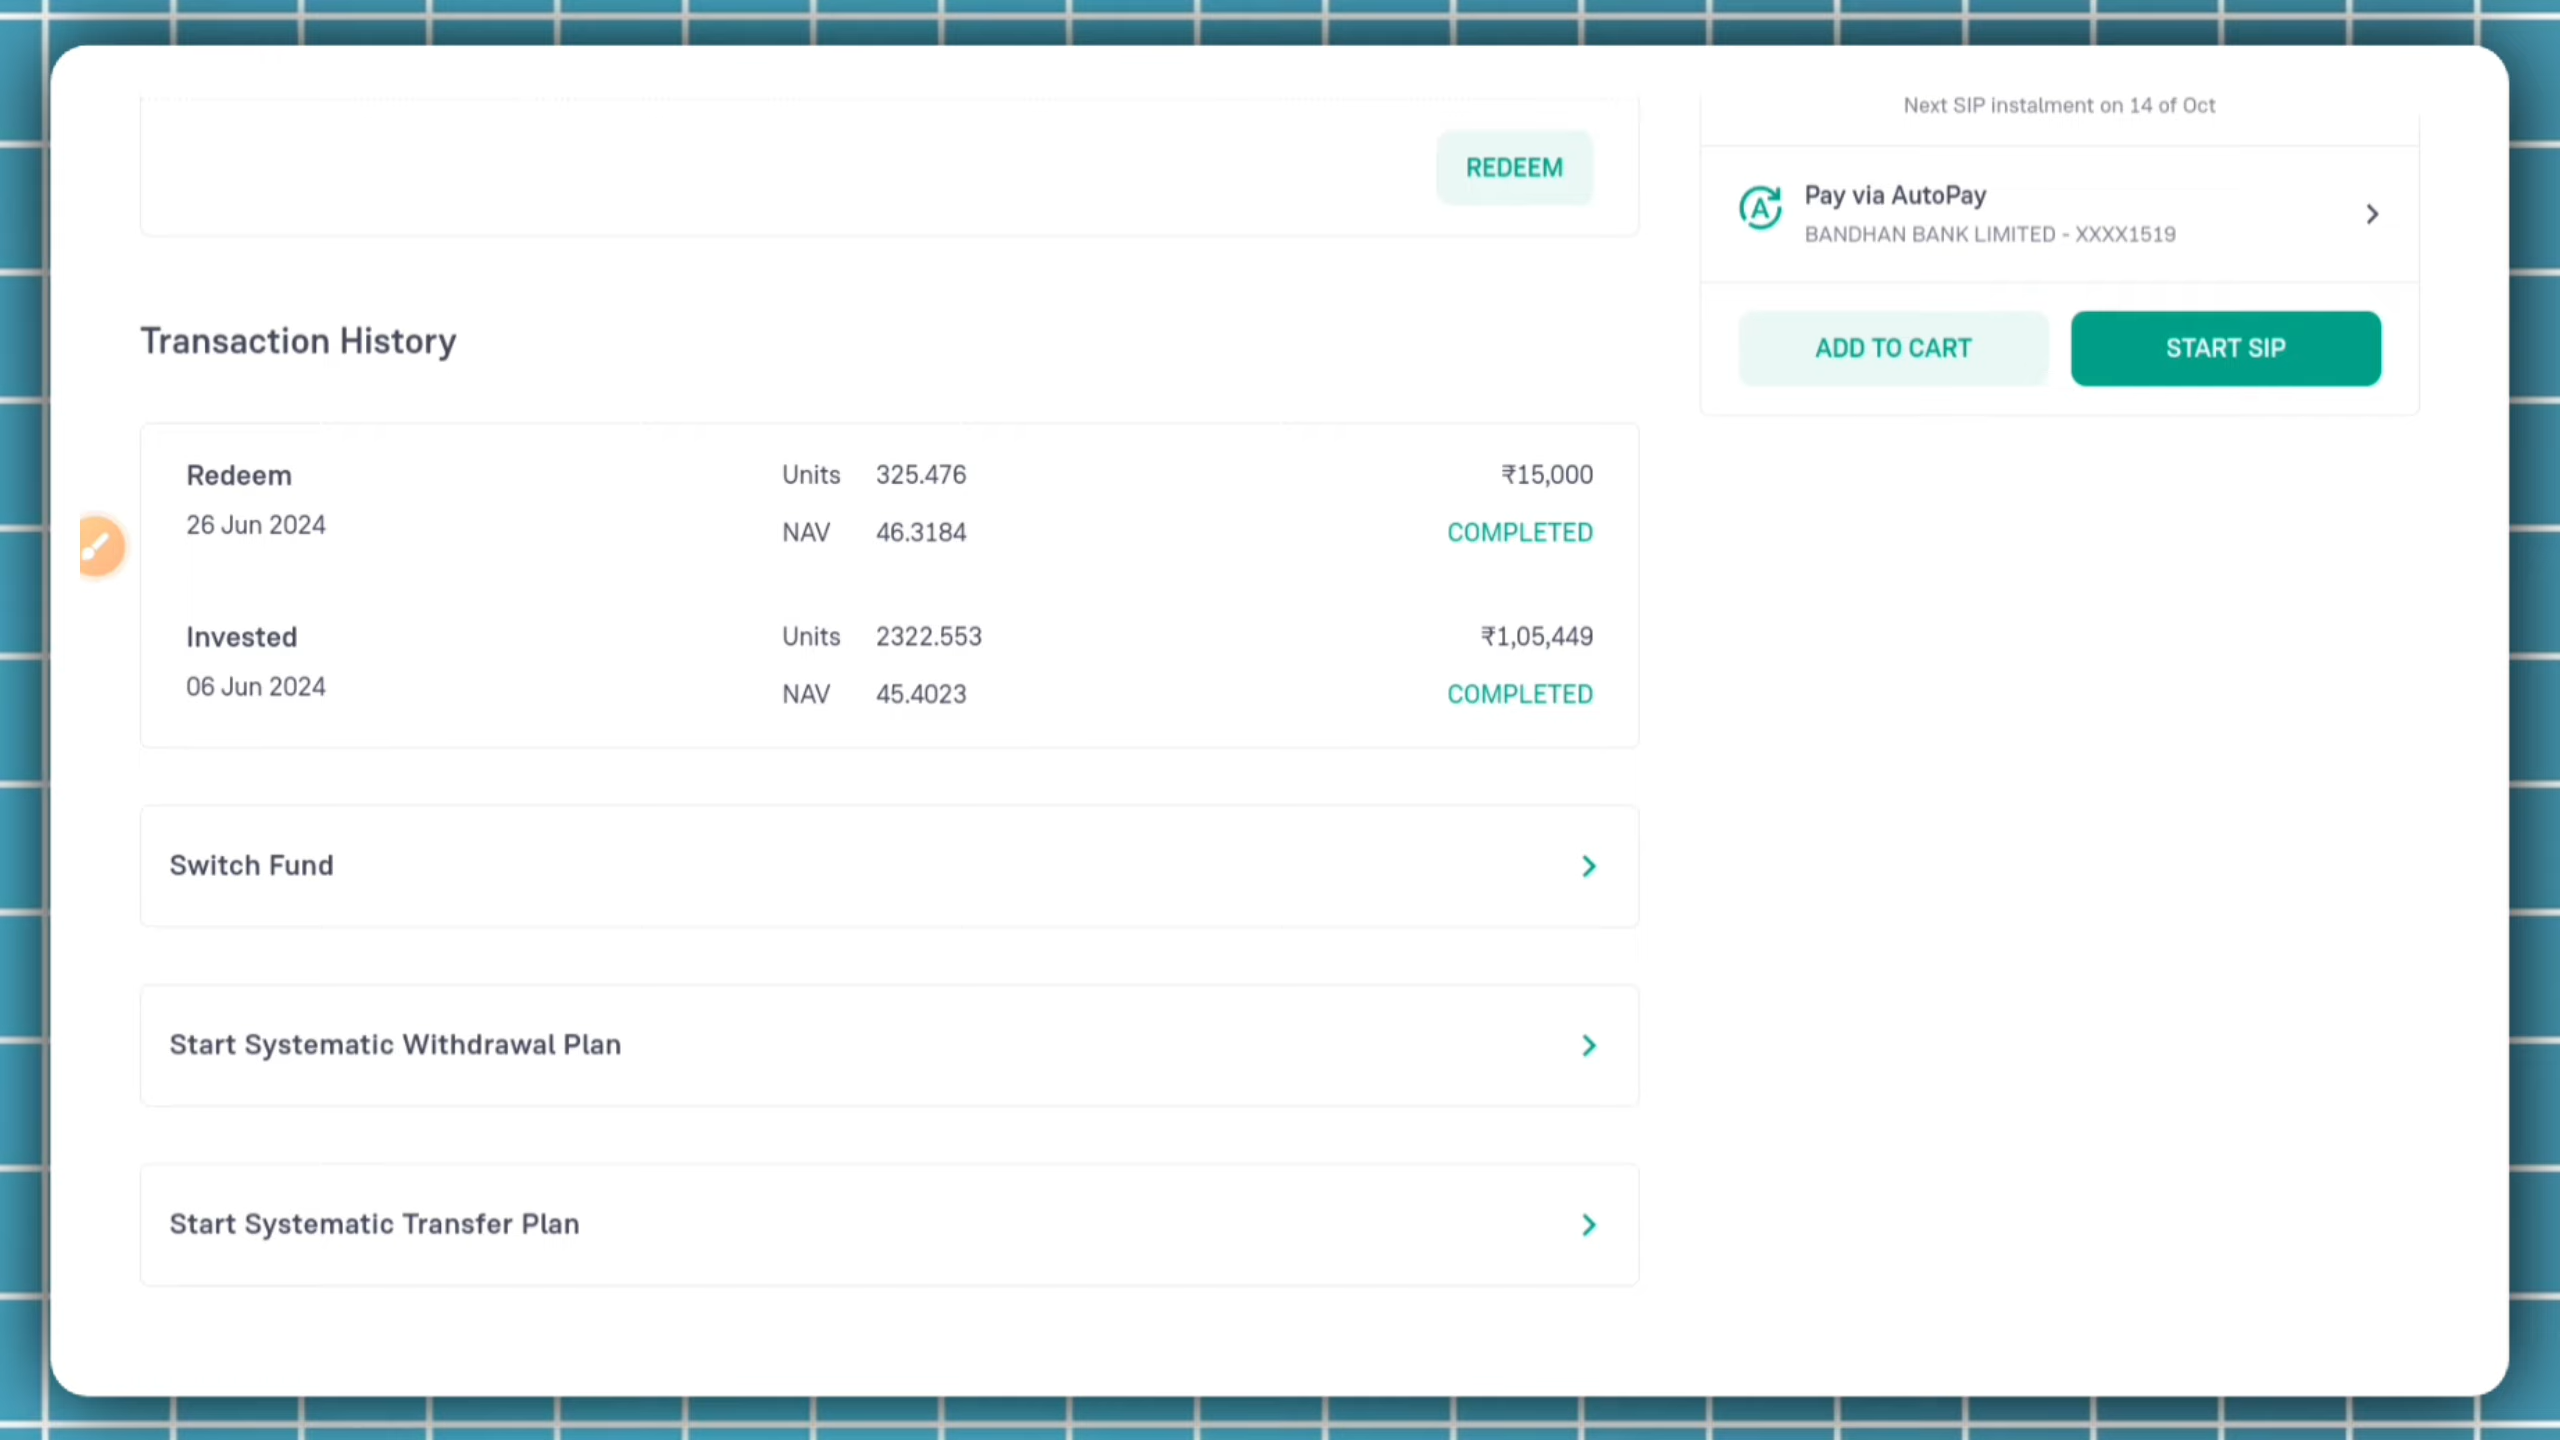 Next SIP instalment on 14 of Oct
REDEEM
Pay via AutoPay
BANDHAN BANK LIMITED - XXXX1519
ADD TO CART
START SIP
Transaction History
Redeem
Units 325.476
₹15,000
26 Jun 2024
NAV 46.3184
COMPLETED
Invested
Units 2322.553
₹1,05,449
06 Jun 2024
NAV 45.4023
COMPLETED
Switch Fund
Start Systematic Withdrawal Plan
Start Systematic Transfer Plan